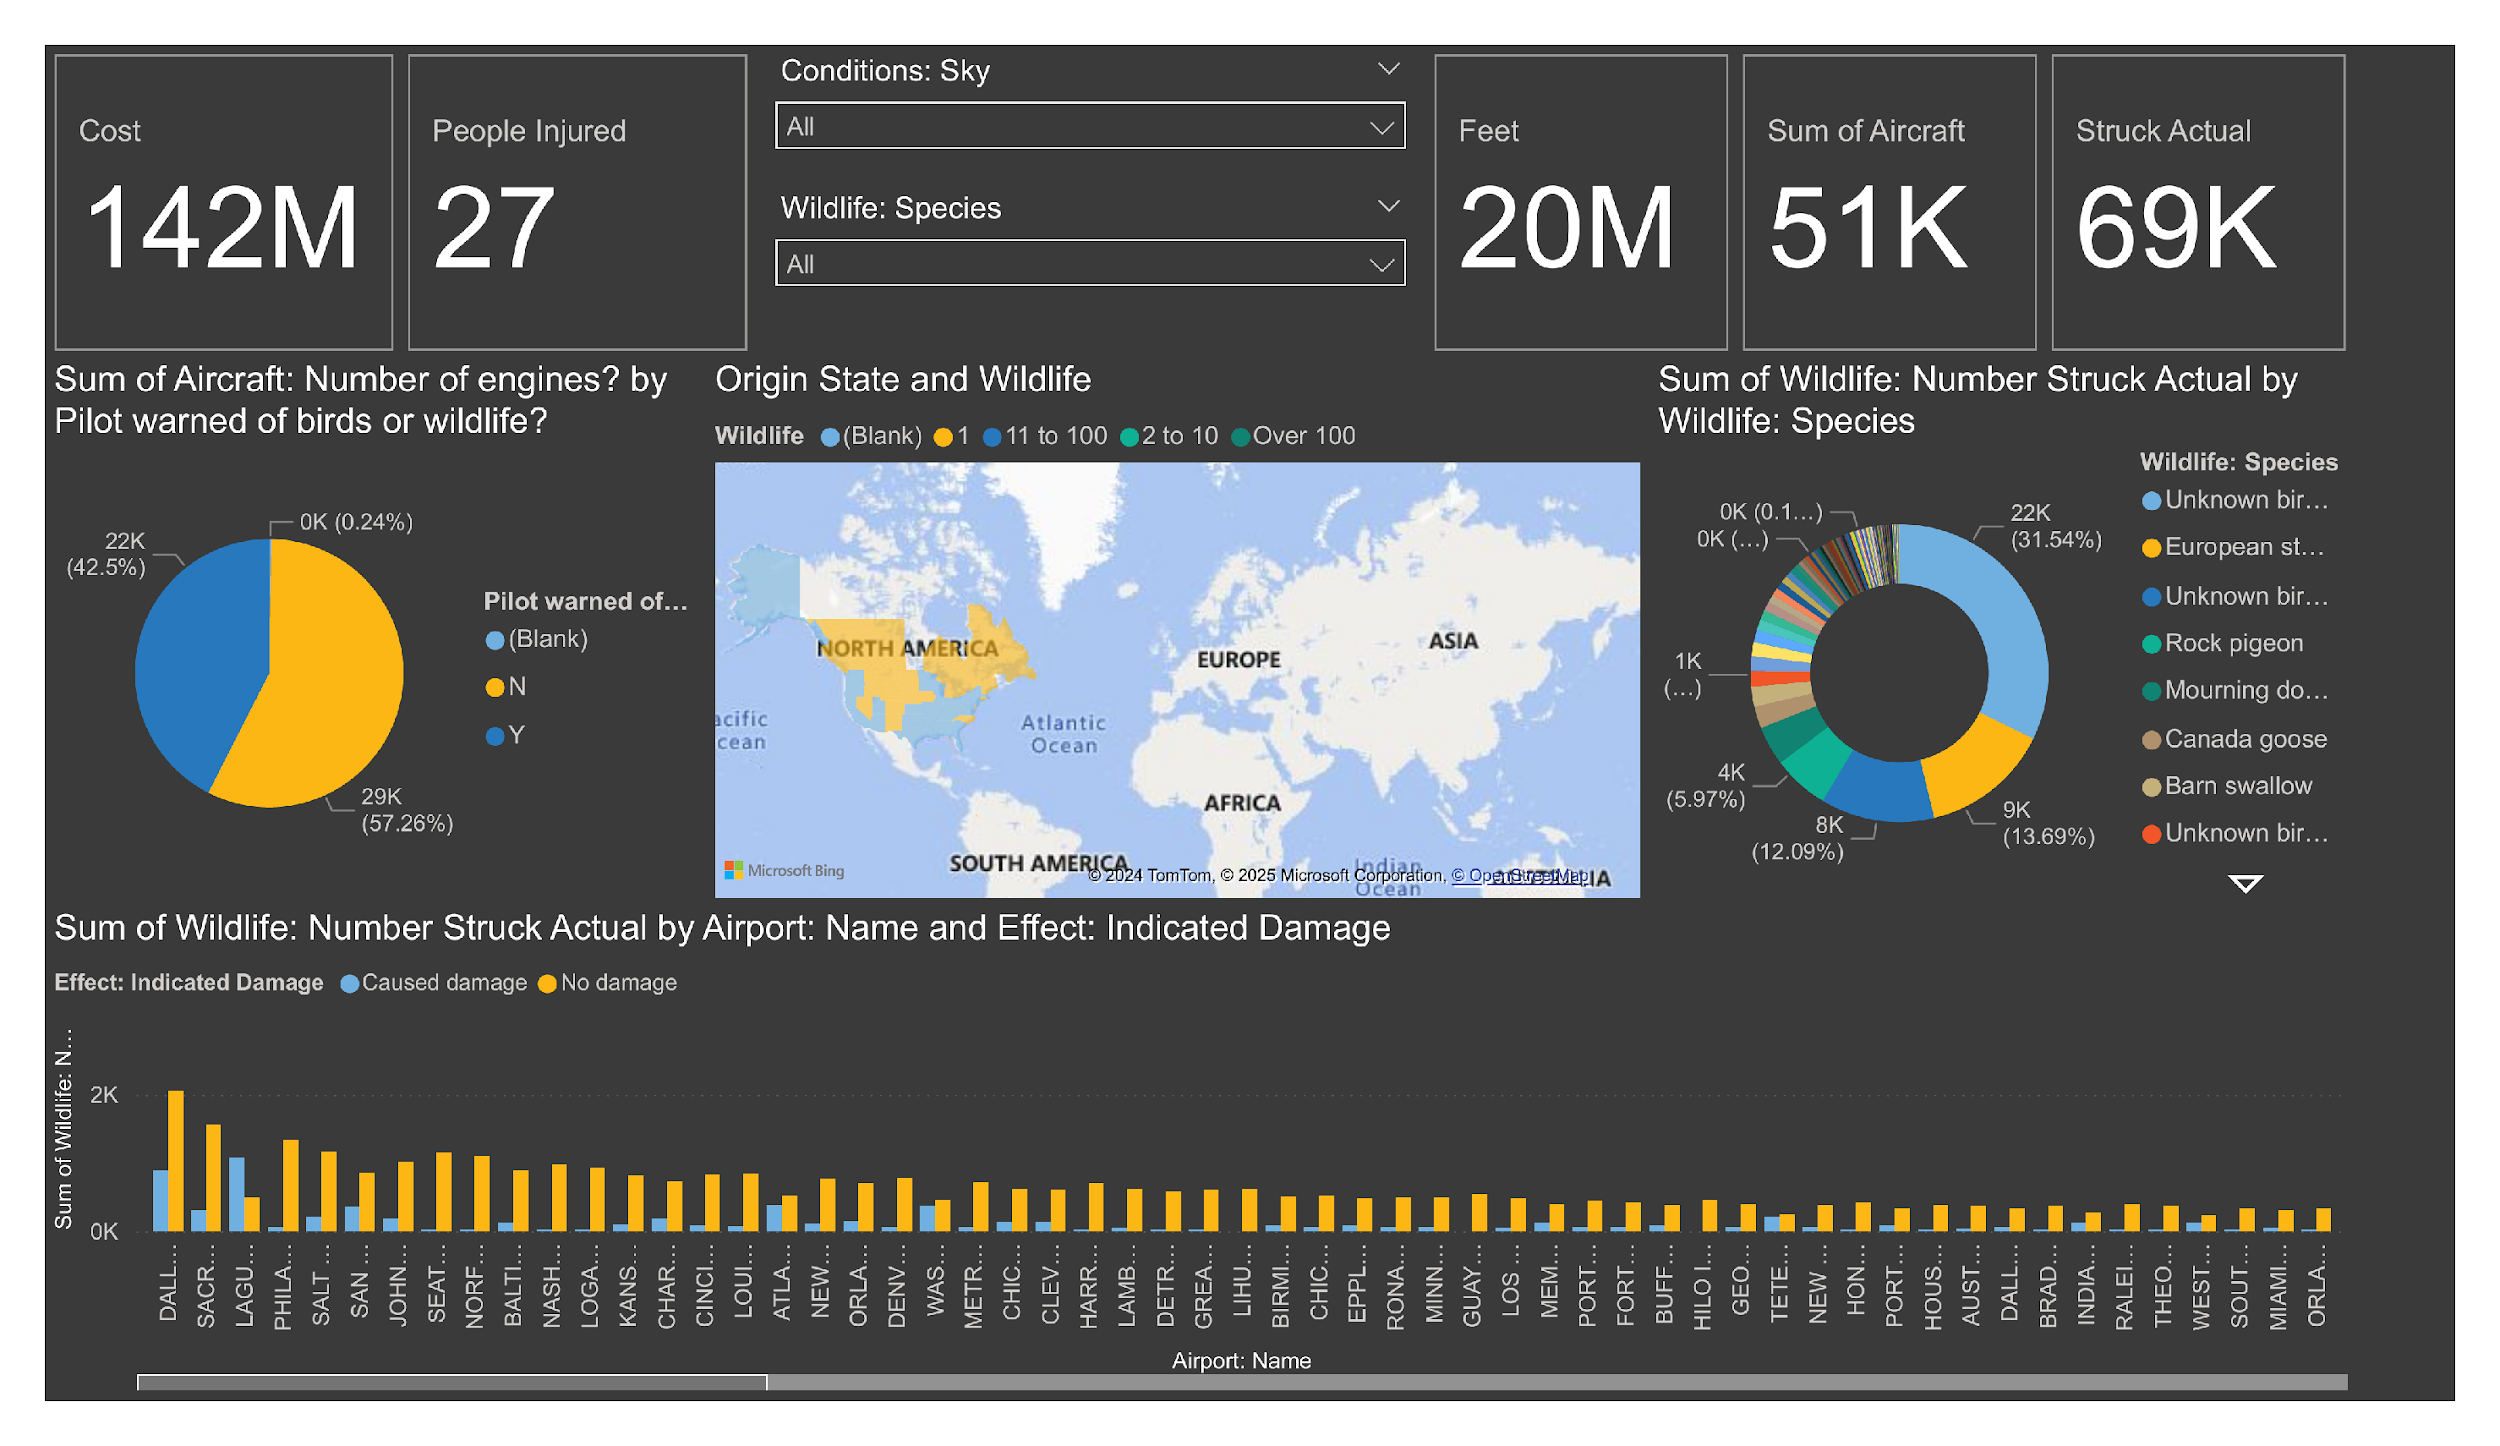 Cost
142M
People Injured
27
Conditions: Sky
All
Wildlife: Species
All
Feet
20M
Sum of Aircraft
51K
Struck Actual
69K
Sum of Aircraft: Number of engines? by
Pilot warned of birds or wildlife?
0K (0.24%)
22K
(42.5%)
29K
(57.26%)
Pilot warned of...
(Blank)
N
Y
Origin State and Wildlife
Wildlife (Blank) 1 11 to 100 2 to 10 Over 100
NORTH AMERICA
EUROPE
ASIA
acific
cean
Atlantic
Ocean
AFRICA
SOUTH AMERICA
Indian
Ocean
Microsoft Bing
© 2024 TomTom, © 2025 Microsoft Corporation, © OpenStreetMap
Sum of Wildlife: Number Struck Actual by
Wildlife: Species
0K (0.1...)
0K (...)
1K
(...)
4K
(5.97%)
8K
(12.09%)
9K
(13.69%)
22K
(31.54%)
Wildlife: Species
Unknown bir...
European st...
Unknown bir...
Rock pigeon
Mourning do...
Canada goose
Barn swallow
Unknown bir...
Sum of Wildlife: Number Struck Actual by Airport: Name and Effect: Indicated Damage
Effect: Indicated Damage Caused damage No damage
Sum of Wildlife: N...
2K
0K
DALL...
SACR...
LAGU...
PHILA...
SALT ...
SAN ...
JOHN...
SEAT...
NORF...
BALTI...
NASH...
LOGA...
KANS...
CHAR...
CINCI...
LOUI...
ATLA...
NEW...
ORLA...
DENV...
WAS...
METR...
CHIC...
CLEV...
HARR...
LAMB...
DETR...
GREA...
LIHU...
BIRMI...
CHIC...
EPPL...
RONA...
MINN...
GUAY...
LOS ...
MEM...
PORT...
FORT...
BUFF...
HILO I...
GEO...
TETE...
NEW ...
HON...
PORT...
HOUS...
AUST...
DALL...
BRAD...
INDIA...
RALEI...
THEO...
WEST...
SOUT...
MIAMI...
ORLA...
Airport: Name